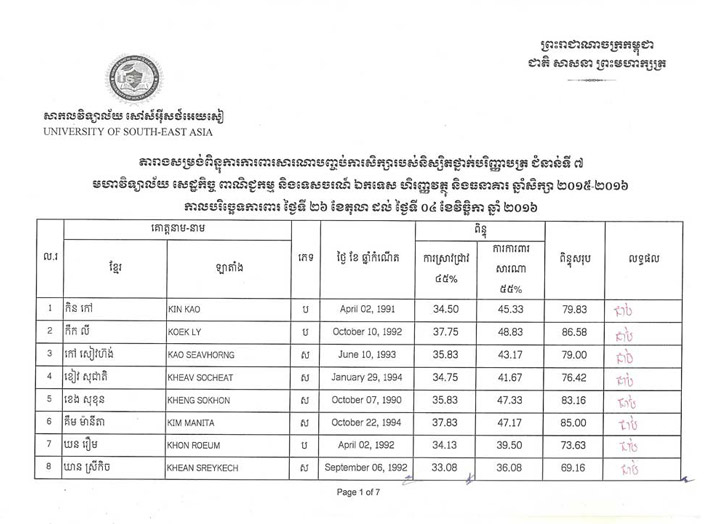 ព្រះរាជាណាចក្រកម្ពុជា
ជាតិ សាសនា ព្រះមហាក្សត្រ
សាកលវិទ្យាល័យ សៅស៍អ៊ីសថ៍អេយសៀ
UNIVERSITY OF SOUTH-EAST ASIA
តារាងសម្រង់ពិន្ទុការការពារសារណាបញ្ចប់ការសិក្សារបស់និស្សិតថ្នាក់បរិញ្ញាបត្រ ជំនាន់ទី ៧
មហាវិទ្យាល័យ សេដ្ឋកិច្ច ពាណិជ្ជកម្ម និងទេសចរណ៍ ឯកទេស ហិរញ្ញវត្ថុ និងធនាគារ ឆ្នាំសិក្សា ២០១៥-២០១៦
កាលបរិច្ឆេទការពារ ថ្ងៃទី ២៦ ខែតុលា ដល់ ថ្ងៃទី ០៤ ខែវិច្ឆិកា ឆ្នាំ ២០១៦
ល.រ គោត្តនាម-នាម ភេទ ថ្ងៃ ខែ ឆ្នាំកំណើត ពិន្ទុ ពិន្ទុសរុប លទ្ធផល
ខ្មែរ ឡាតាំង ការស្រាវជ្រាវ ៤៥% ការការពារ សារណា ៥៥%
1 កិន កៅ KIN KAO ប April 02, 1991 34.50 45.33 79.83 ជាប់
2 កឹក លី KOEK LY ប October 10, 1992 37.75 48.83 86.58 ជាប់
3 កៅ សៀវហ៊ង់ KAO SEAVHORNG ស June 10, 1993 35.83 43.17 79.00 ជាប់
4 ខៀវ សុជាតិ KHEAV SOCHEAT ស January 29, 1994 34.75 41.67 76.42 ជាប់
5 ខេង សុខុន KHENG SOKHON ស October 07, 1990 35.83 47.33 83.16 ជាប់
6 គឹម ម៉ានីតា KIM MANITA ស October 22, 1994 37.83 47.17 85.00 ជាប់
7 ឃន រឿម KHON ROEUM ប April 02, 1992 34.13 39.50 73.63 ជាប់
8 ឃាន ស្រីកិច KHEAN SREYKECH ស September 06, 1992 33.08 36.08 69.16 ជាប់
Page 1 of 7